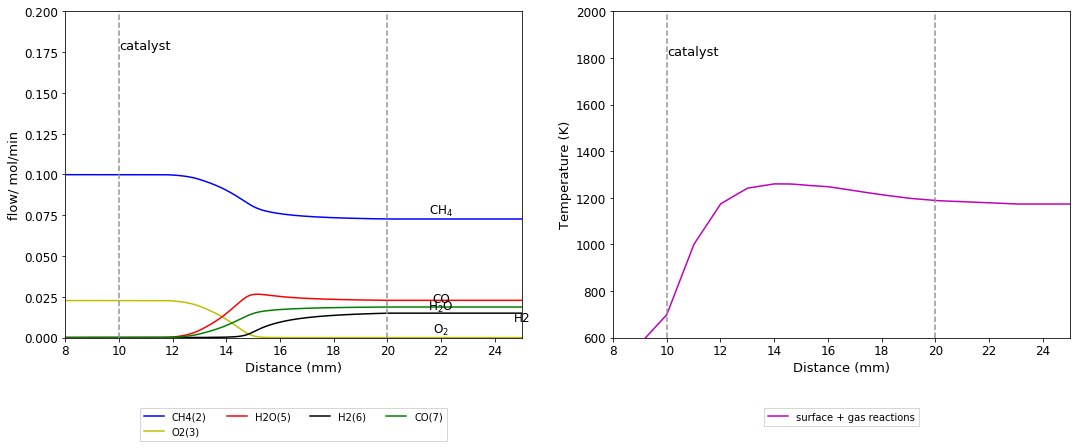 0.200
0.175
0.150
0.125
0.100
0.075
0.050
0.025
0.000
flow/ mol/min
catalyst
CH4
CO
H2O
H2
O2
8 10 12 14 16 18 20 22 24
Distance (mm)
CH4(2) H2O(5) H2(6) CO(7)
O2(3)
2000
1800
1600
1400
1200
1000
800
600
Temperature (K)
catalyst
8 10 12 14 16 18 20 22 24
Distance (mm)
surface + gas reactions